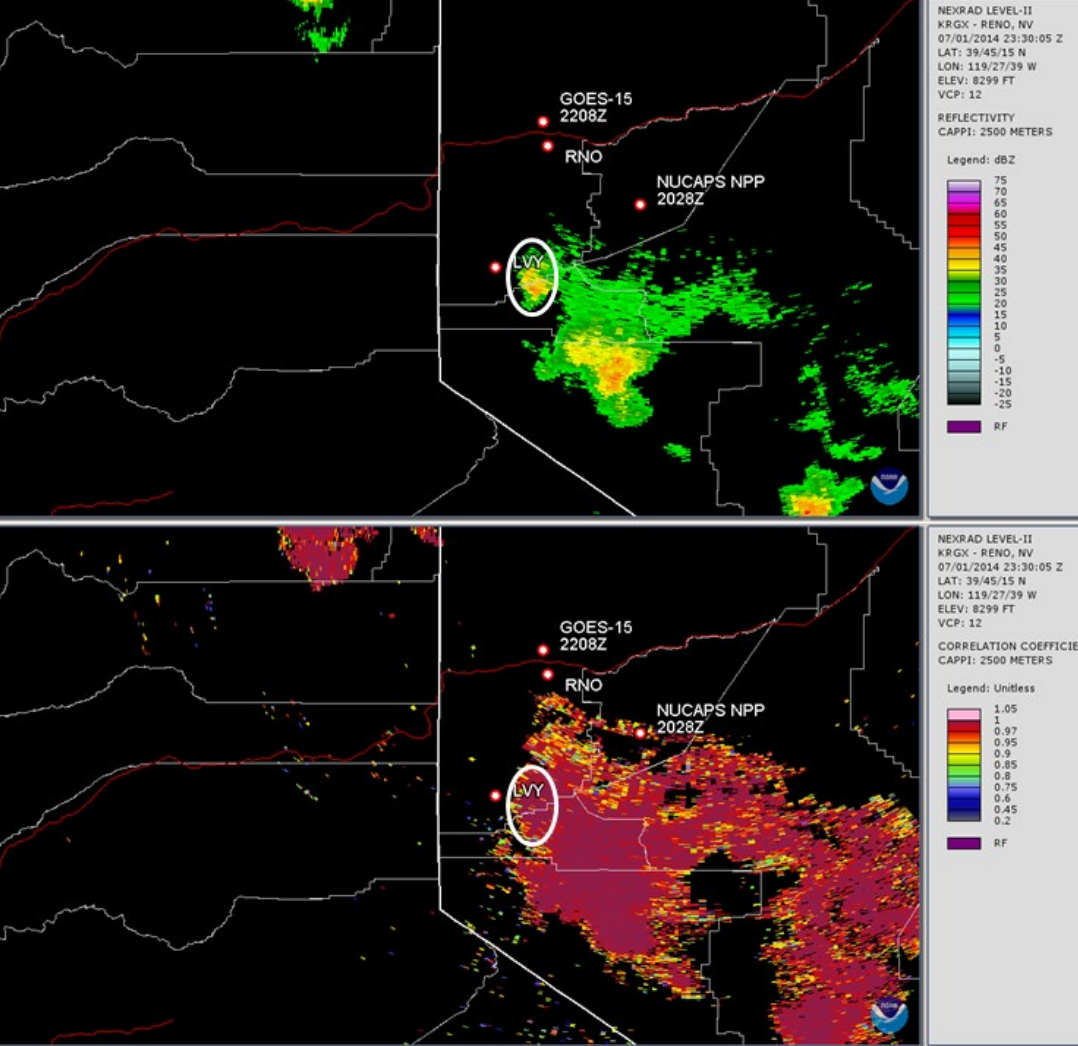 NEXRAD LEVEL-II
KRGX - RENO, NV
07/01/2014 23:30:05 Z
LAT: 39/45/15 N
LON: 119/27/39 W
ELEV: 8299 FT
VCP: 12
REFLECTIVITY
CAPPI: 2500 METERS
Legend: dBZ
75
70
65
60
55
50
45
40
35
30
25
20
15
10
5
0
-5
-10
-15
-20
-25
RF
GOES-15
2208Z
RNO
NUCAPS NPP
2028Z
LVY
NOAA
NEXRAD LEVEL-II
KRGX - RENO, NV
07/01/2014 23:30:05 Z
LAT: 39/45/15 N
LON: 119/27/39 W
ELEV: 8299 FT
VCP: 12
CORRELATION COEFFICIE
CAPPI: 2500 METERS
Legend: Unitless
1.05
1
0.97
0.95
0.9
0.85
0.8
0.75
0.6
0.45
0.2
RF
GOES-15
2208Z
RNO
NUCAPS NPP
2028Z
LVY
NOAA